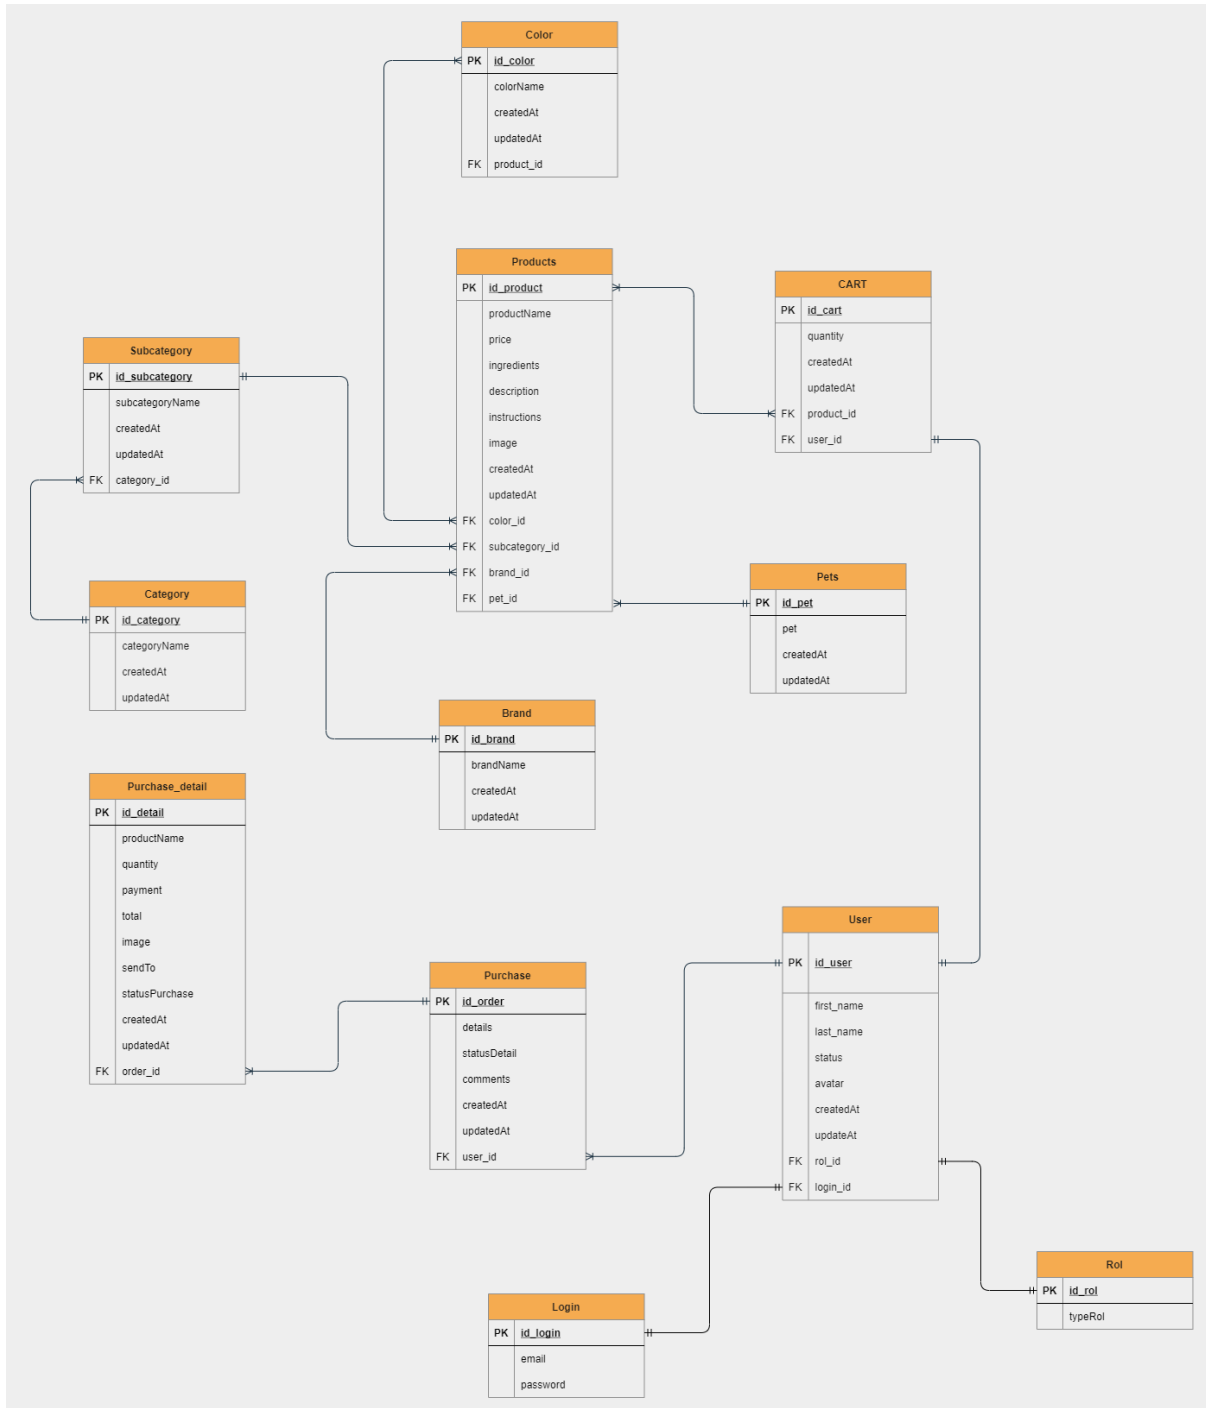 Color
PK id_color
colorName
createdAt
updatedAt
FK product_id
Products
PK id_product
productName
price
ingredients
description
instructions
image
createdAt
updatedAt
FK color_id
FK subcategory_id
FK brand_id
FK pet_id
CART
PK id_cart
quantity
createdAt
updatedAt
FK product_id
FK user_id
Subcategory
PK id_subcategory
subcategoryName
createdAt
updatedAt
FK category_id
Category
PK id_category
categoryName
createdAt
updatedAt
Pets
PK id_pet
pet
createdAt
updatedAt
Brand
PK id_brand
brandName
createdAt
updatedAt
Purchase_detail
PK id_detail
productName
quantity
payment
total
image
sendTo
statusPurchase
createdAt
updatedAt
FK order_id
Purchase
PK id_order
details
statusDetail
comments
createdAt
updatedAt
FK user_id
User
PK id_user
first_name
last_name
status
avatar
createdAt
updateAt
FK rol_id
FK login_id
Rol
PK id_rol
typeRol
Login
PK id_login
email
password